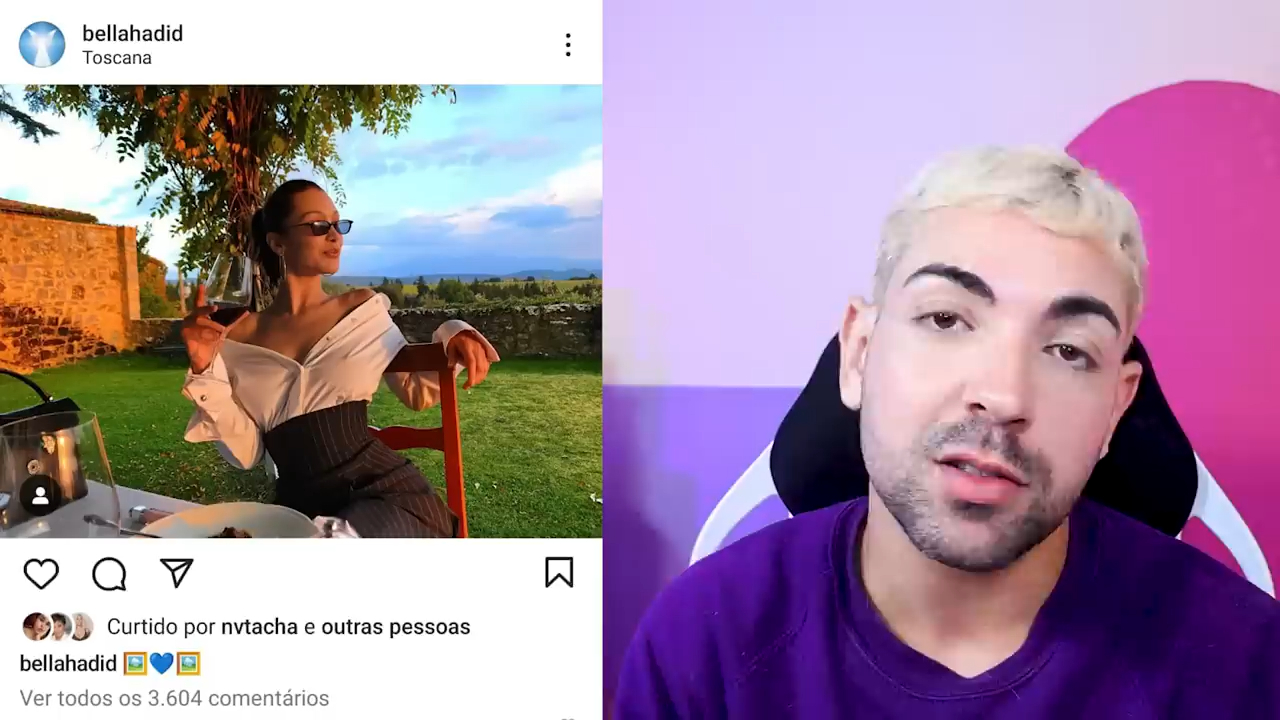 bellahadid
Toscana
Curtido por nvtacha e outras pessoas
bellahadid 🖼️💙🖼️
Ver todos os 3.604 comentários